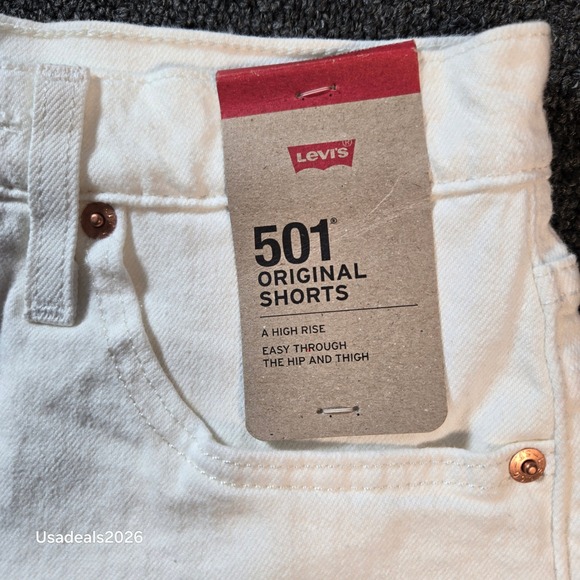 Levi's ®
501®
ORIGINAL
SHORTS
A HIGH RISE
EASY THROUGH
THE HIP AND THIGH
Usadeals2026